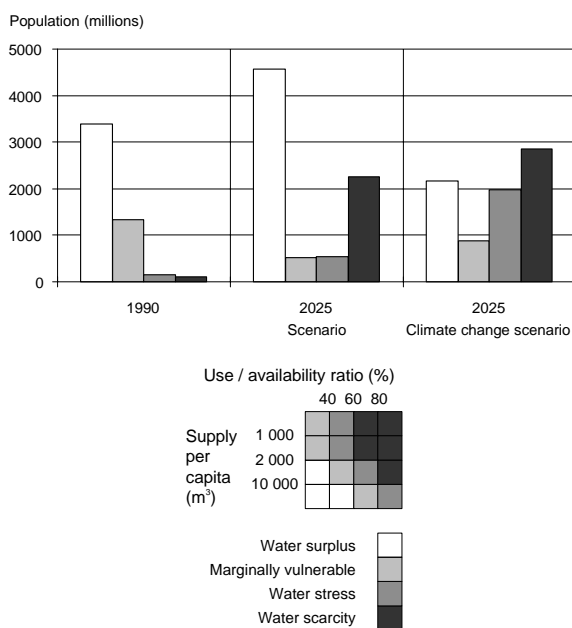 Population (millions)
5000
4000
3000
2000
1000
0
1990
2025
Scenario
2025
Climate change scenario
Use / availability ratio (%)
40 60 80
Supply
per
capita
(m³)
1 000
2 000
10 000
Water surplus
Marginally vulnerable
Water stress
Water scarcity